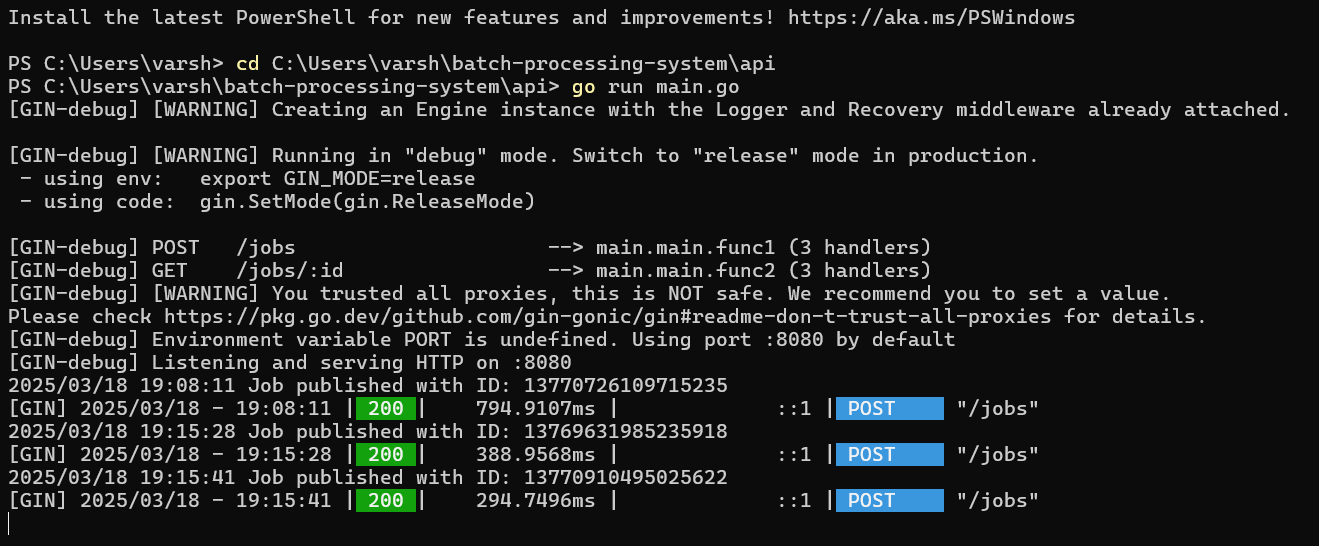 Install the latest PowerShell for new features and improvements! https://aka.ms/PSWindows
PS C:\Users\varsh> cd C:\Users\varsh\batch-processing-system\api
PS C:\Users\varsh\batch-processing-system\api> go run main.go
[GIN-debug] [WARNING] Creating an Engine instance with the Logger and Recovery middleware already attached.
[GIN-debug] [WARNING] Running in "debug" mode. Switch to "release" mode in production.
 - using env:   export GIN_MODE=release
 - using code:  gin.SetMode(gin.ReleaseMode)
[GIN-debug] POST   /jobs                     --> main.main.func1 (3 handlers)
[GIN-debug] GET    /jobs/:id                 --> main.main.func2 (3 handlers)
[GIN-debug] [WARNING] You trusted all proxies, this is NOT safe. We recommend you to set a value.
Please check https://pkg.go.dev/github.com/gin-gonic/gin#readme-don-t-trust-all-proxies for details.
[GIN-debug] Environment variable PORT is undefined. Using port :8080 by default
[GIN-debug] Listening and serving HTTP on :8080
2025/03/18 19:08:11 Job published with ID: 13770726109715235
[GIN] 2025/03/18 - 19:08:11 | 200 |    794.9107ms |             ::1 | POST     "/jobs"
2025/03/18 19:15:28 Job published with ID: 13769631985235918
[GIN] 2025/03/18 - 19:15:28 | 200 |    388.9568ms |             ::1 | POST     "/jobs"
2025/03/18 19:15:41 Job published with ID: 13770910495025622
[GIN] 2025/03/18 - 19:15:41 | 200 |    294.7496ms |             ::1 | POST     "/jobs"